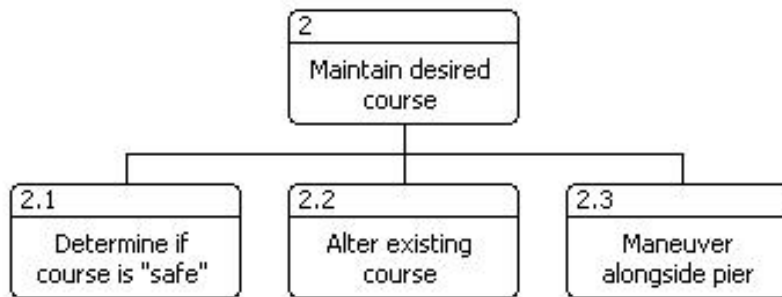 2
Maintain desired
course
2.1
Determine if
course is "safe"
2.2
Alter existing
course
2.3
Maneuver
alongside pier